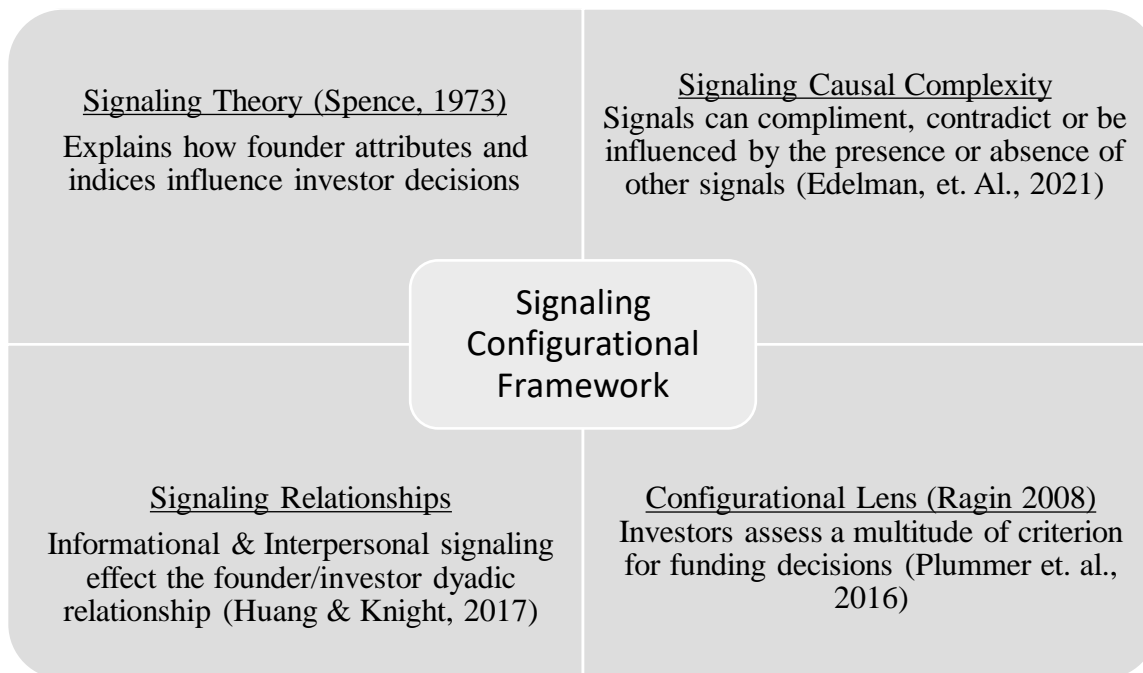 Signaling Theory (Spence, 1973)
Explains how founder attributes and
indices influence investor decisions
Signaling Causal Complexity
Signals can compliment, contradict or be
influenced by the presence or absence of
other signals (Edelman, et. Al., 2021)
Signaling
Configurational
Framework
Signaling Relationships
Informational & Interpersonal signaling
effect the founder/investor dyadic
relationship (Huang & Knight, 2017)
Configurational Lens (Ragin 2008)
Investors assess a multitude of criterion
for funding decisions (Plummer et. al.,
2016)